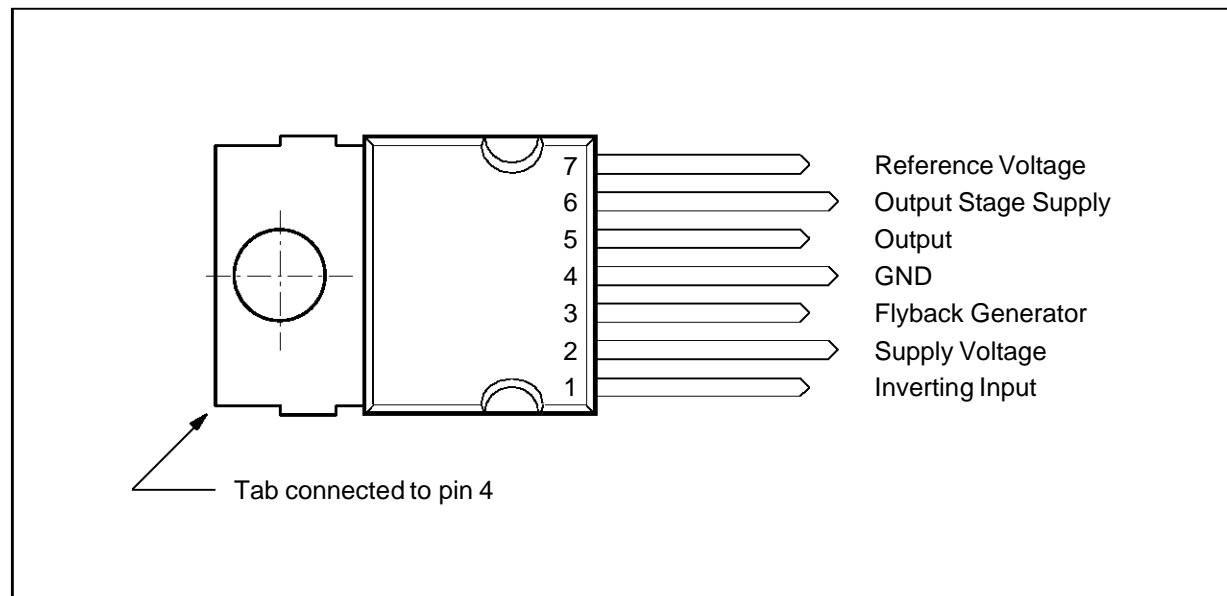 7 Reference Voltage
6 Output Stage Supply
5 Output
4 GND
3 Flyback Generator
2 Supply Voltage
1 Inverting Input
Tab connected to pin 4